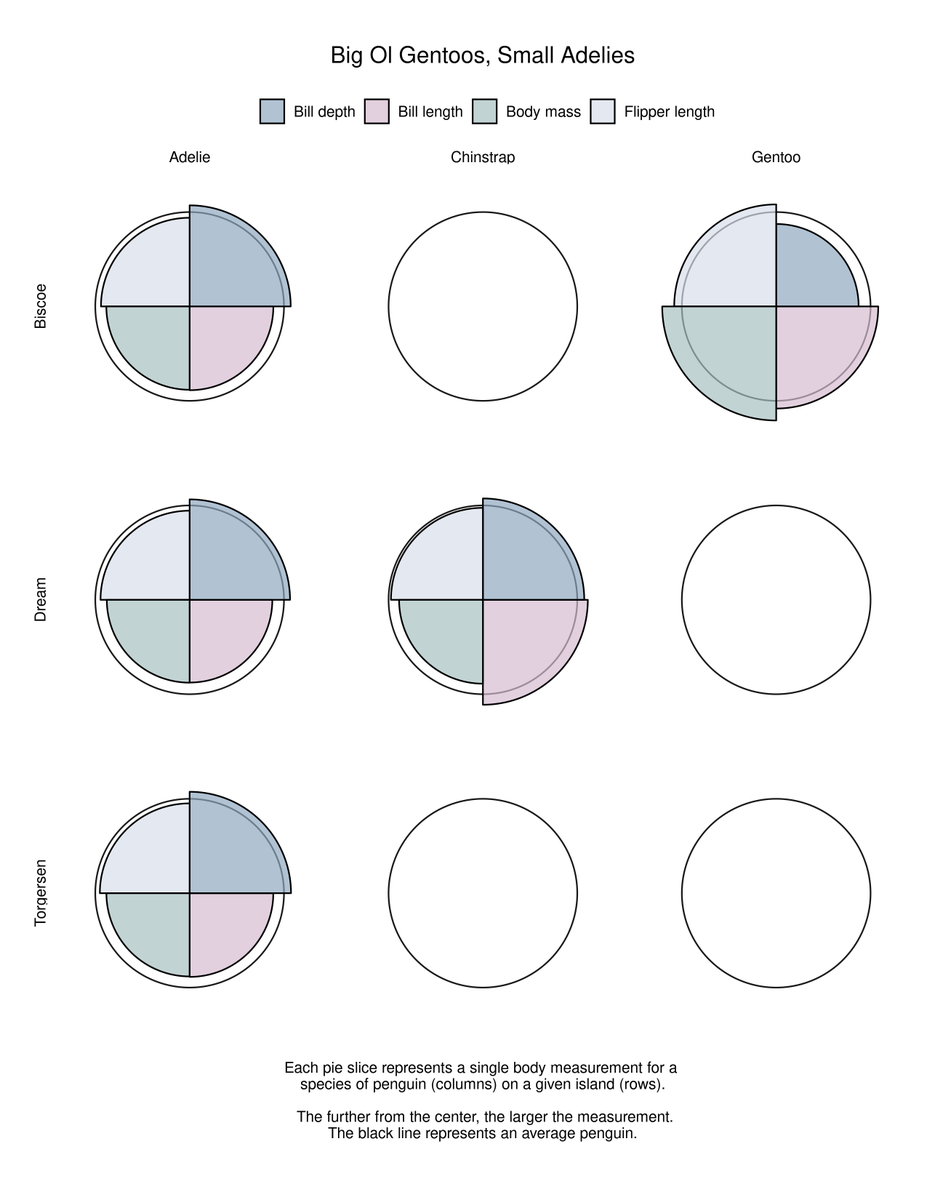 Big Ol Gentoos, Small Adelies
Bill depth Bill length Body mass Flipper length
Adelie Chinstrap Gentoo
Biscoe
Dream
Torgersen
Each pie slice represents a single body measurement for a
species of penguin (columns) on a given island (rows).
The further from the center, the larger the measurement.
The black line represents an average penguin.